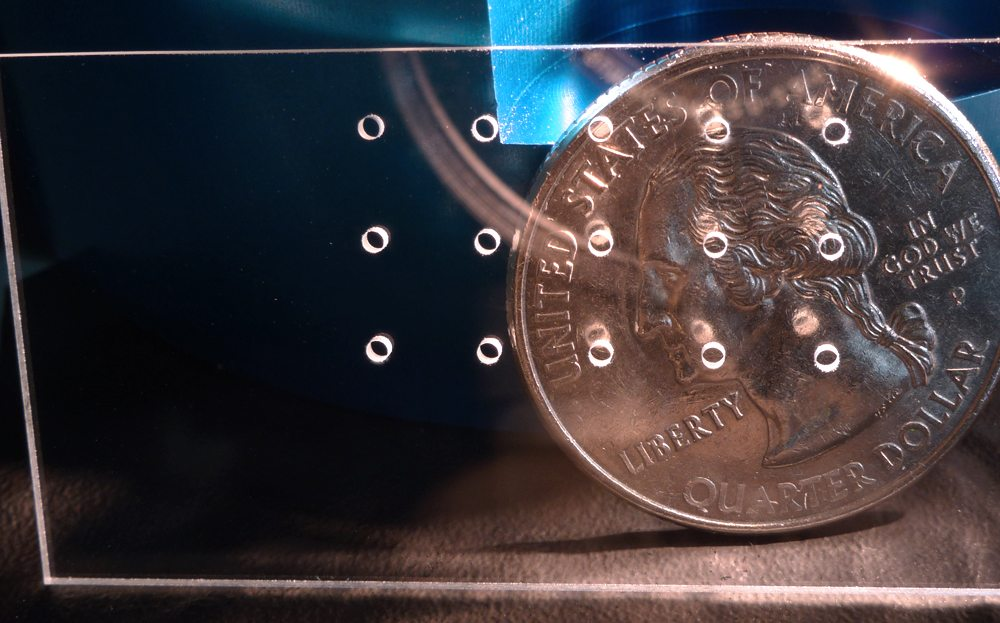 UNITED STATES OF AMERICA
IN
GOD WE
TRUST
P
LIBERTY
QUARTER DOLLAR